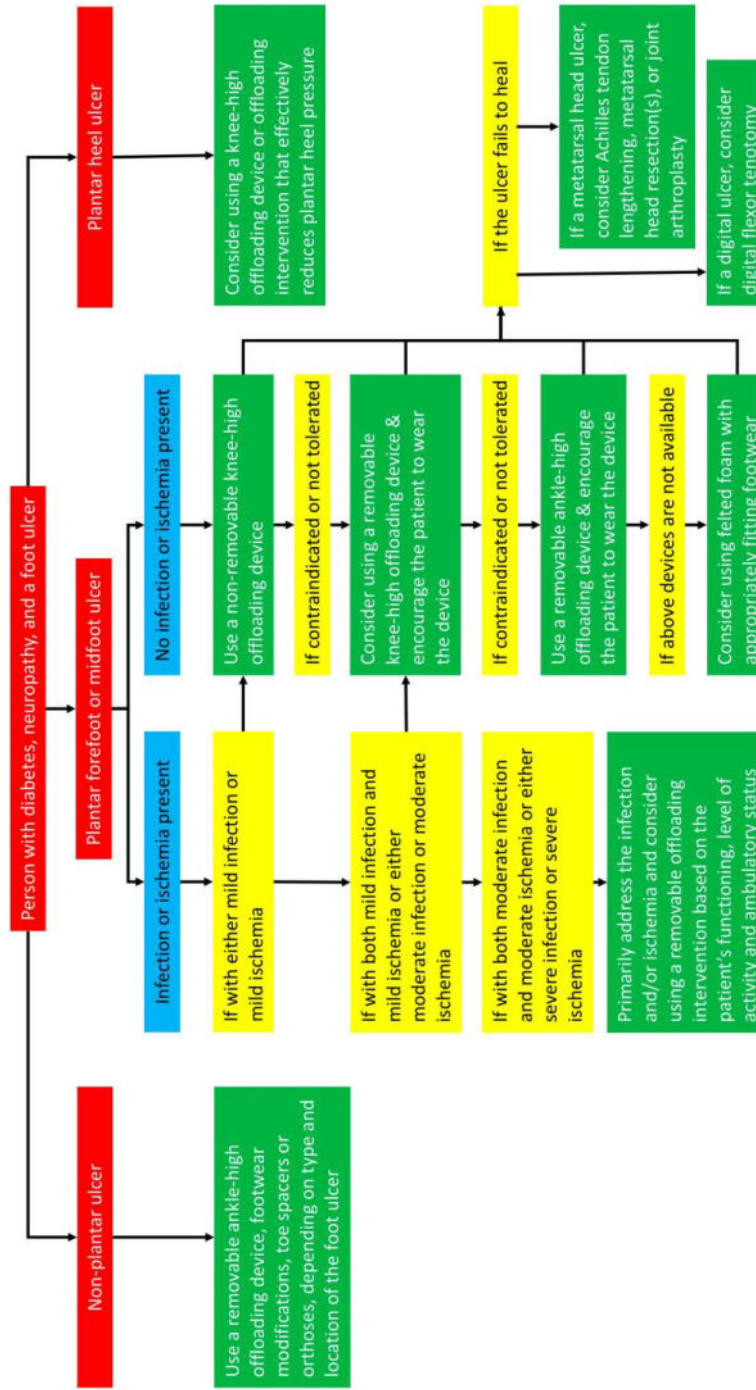 Person with diabetes, neuropathy, and a foot ulcer
Non-plantar ulcer
Plantar forefoot or midfoot ulcer
Plantar heel ulcer
Use a removable ankle-high
offloading device, footwear
modifications, toe spacers or
orthoses, depending on type and
location of the foot ulcer
Infection or ischemia present
If with either mild infection or
mild ischemia
If with both mild infection and
mild ischemia or either
moderate infection or moderate
ischemia
If with both moderate infection
and moderate ischemia or either
severe infection or severe
ischemia
Primarily address the infection
and/or ischemia and consider
using a removable offloading
intervention based on the
patient's functioning, level of
activity and ambulatory status
No infection or ischemia present
Use a non-removable knee-high
offloading device
If contraindicated or not tolerated
Consider using a removable
knee-high offloading device &
encourage the patient to wear
the device
If contraindicated or not tolerated
Use a removable ankle-high
offloading device & encourage
the patient to wear the device
If above devices are not available
Consider using felted foam with
appropriately fitting footwear
Consider using a knee-high
offloading device or offloading
intervention that effectively
reduces plantar heel pressure
If the ulcer fails to heal
If a metatarsal head ulcer,
consider Achilles tendon
lengthening, metatarsal
head resection(s), or joint
arthroplasty
If a digital ulcer, consider
digital flexor tenotomy